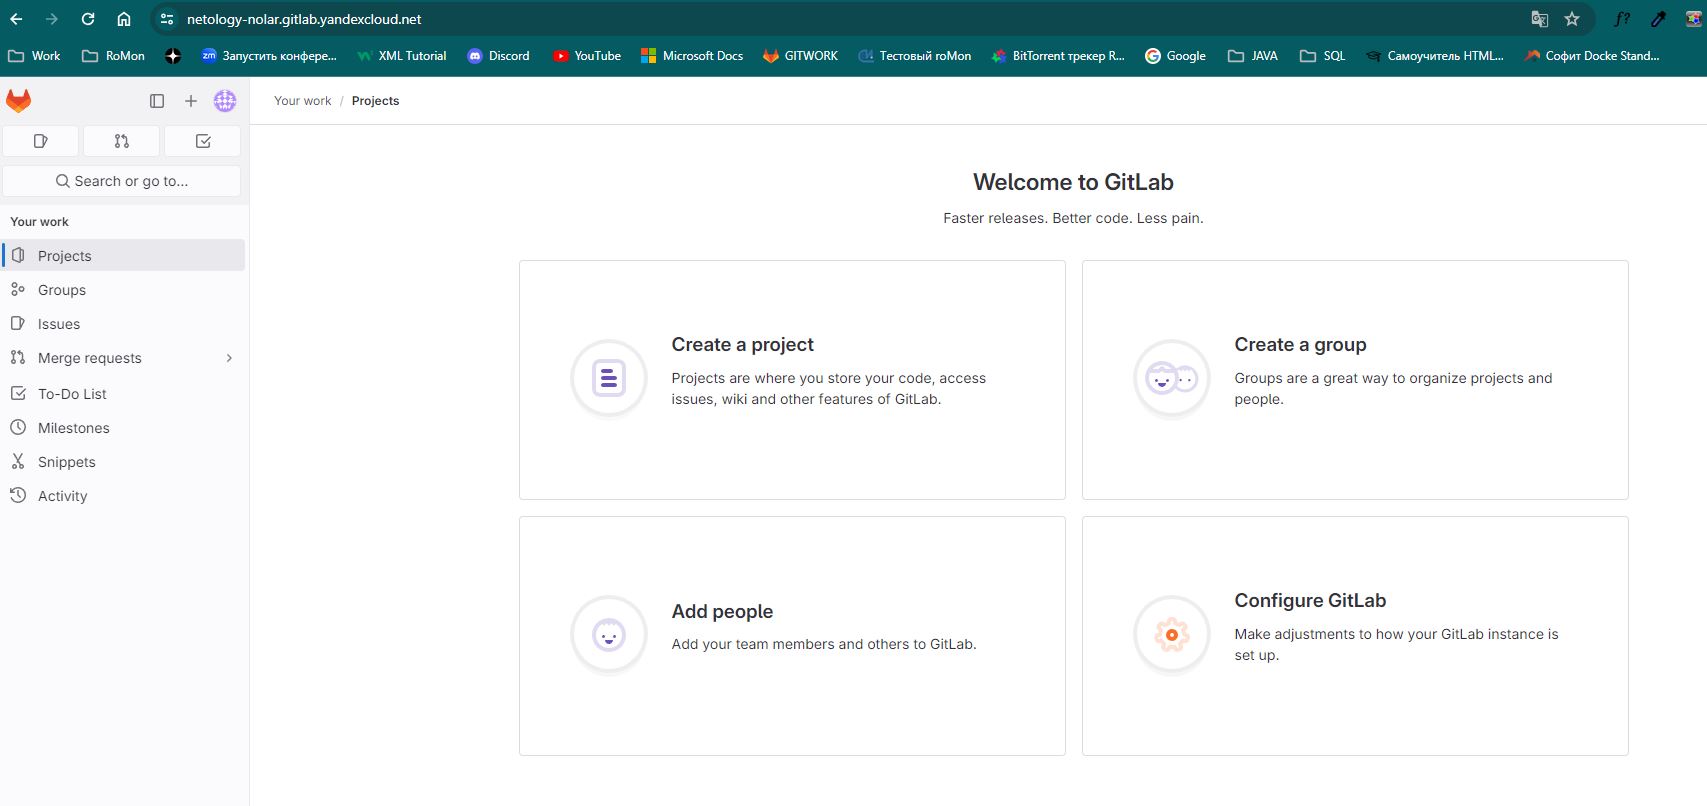 netology-nolar.gitlab.yandexcloud.net
Work RoMon Запустить конфере... XML Tutorial Discord YouTube Microsoft Docs GITWORK Тестовый roMon BitTorrent трекер R... Google JAVA SQL Самоучитель HTML... Софит Docke Stand...
Your work / Projects
Search or go to...
Your work
Projects
Groups
Issues
Merge requests
To-Do List
Milestones
Snippets
Activity
Welcome to GitLab
Faster releases. Better code. Less pain.
Create a project
Projects are where you store your code, access
issues, wiki and other features of GitLab.
Create a group
Groups are a great way to organize projects and
people.
Add people
Add your team members and others to GitLab.
Configure GitLab
Make adjustments to how your GitLab instance is
set up.